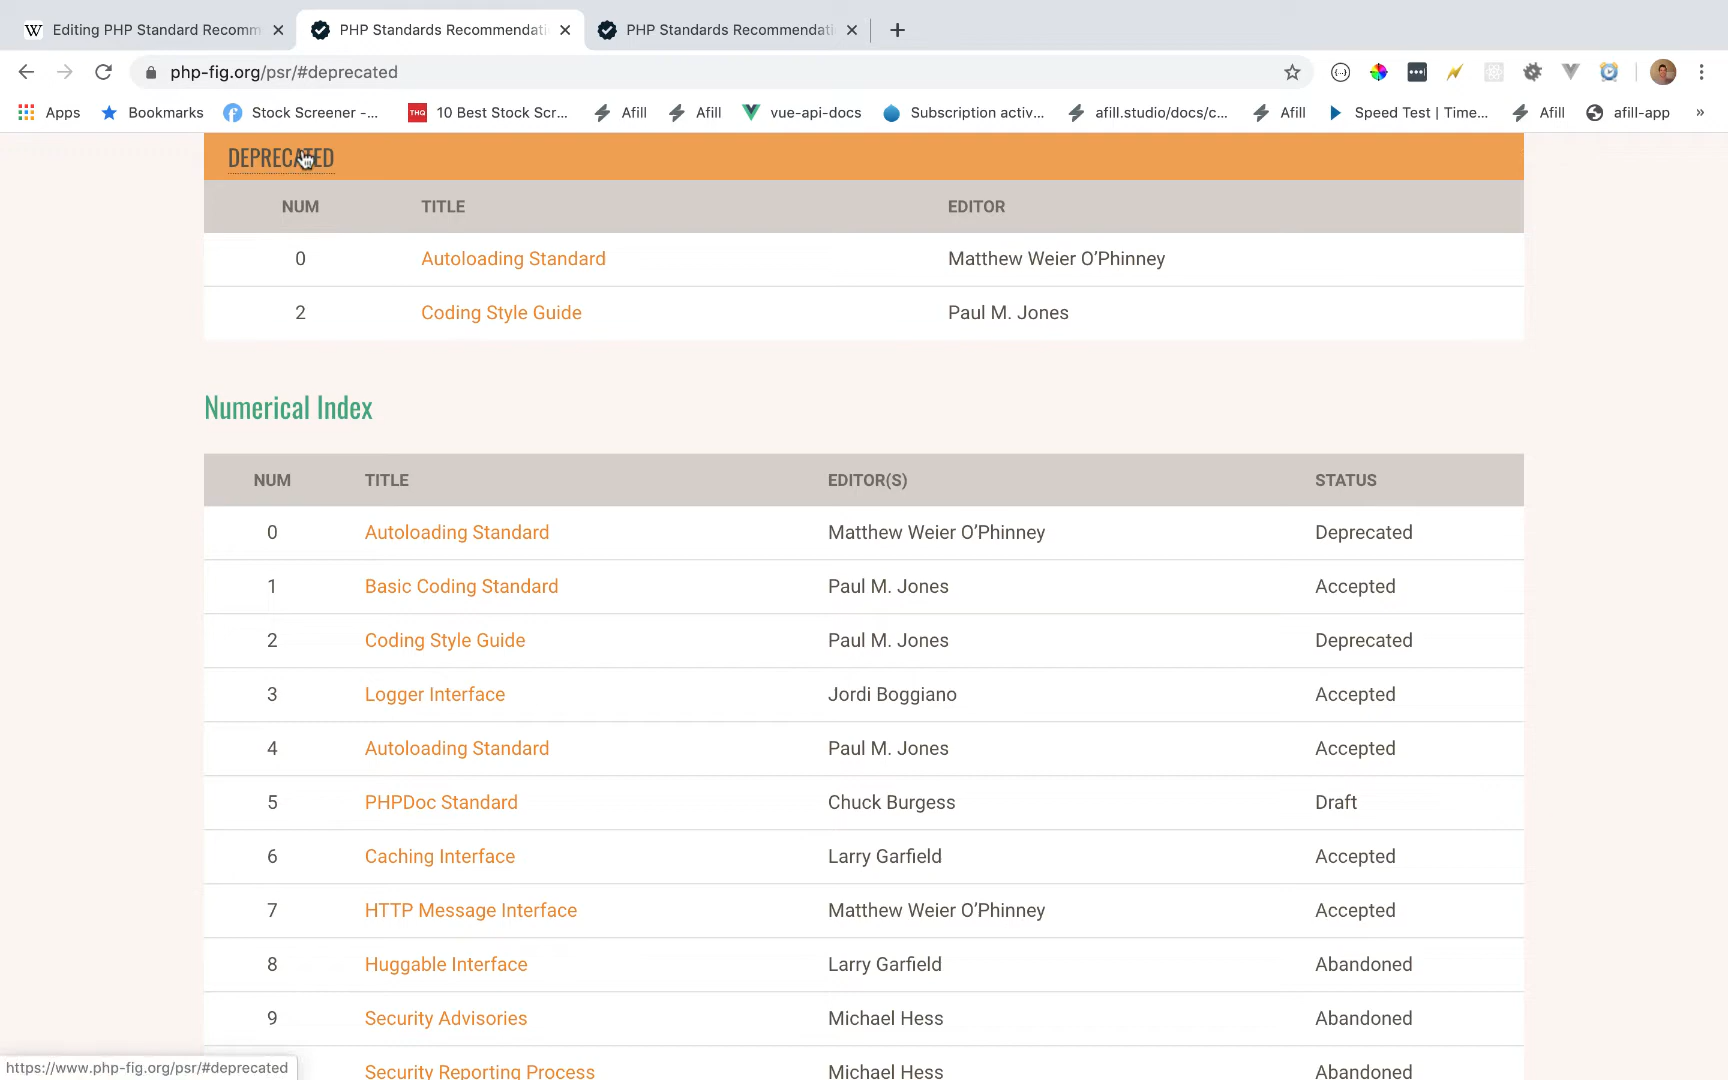 Editing PHP Standard Recomm
PHP Standards Recommendati
PHP Standards Recommendati
php-fig.org/psr/#deprecated
Apps
Bookmarks
Stock Screener -...
THQ
10 Best Stock Scr...
Afill
Afill
vue-api-docs
Subscription activ...
afill.studio/docs/c...
Afill
Speed Test | Time...
Afill
afill-app
»
DEPRECATED
NUM TITLE EDITOR
0 Autoloading Standard Matthew Weier O’Phinney
2 Coding Style Guide Paul M. Jones
Numerical Index
NUM TITLE EDITOR(S) STATUS
0 Autoloading Standard Matthew Weier O’Phinney Deprecated
1 Basic Coding Standard Paul M. Jones Accepted
2 Coding Style Guide Paul M. Jones Deprecated
3 Logger Interface Jordi Boggiano Accepted
4 Autoloading Standard Paul M. Jones Accepted
5 PHPDoc Standard Chuck Burgess Draft
6 Caching Interface Larry Garfield Accepted
7 HTTP Message Interface Matthew Weier O’Phinney Accepted
8 Huggable Interface Larry Garfield Abandoned
9 Security Advisories Michael Hess Abandoned
Security Reporting Process Michael Hess Abandoned
https://www.php-fig.org/psr/#deprecated